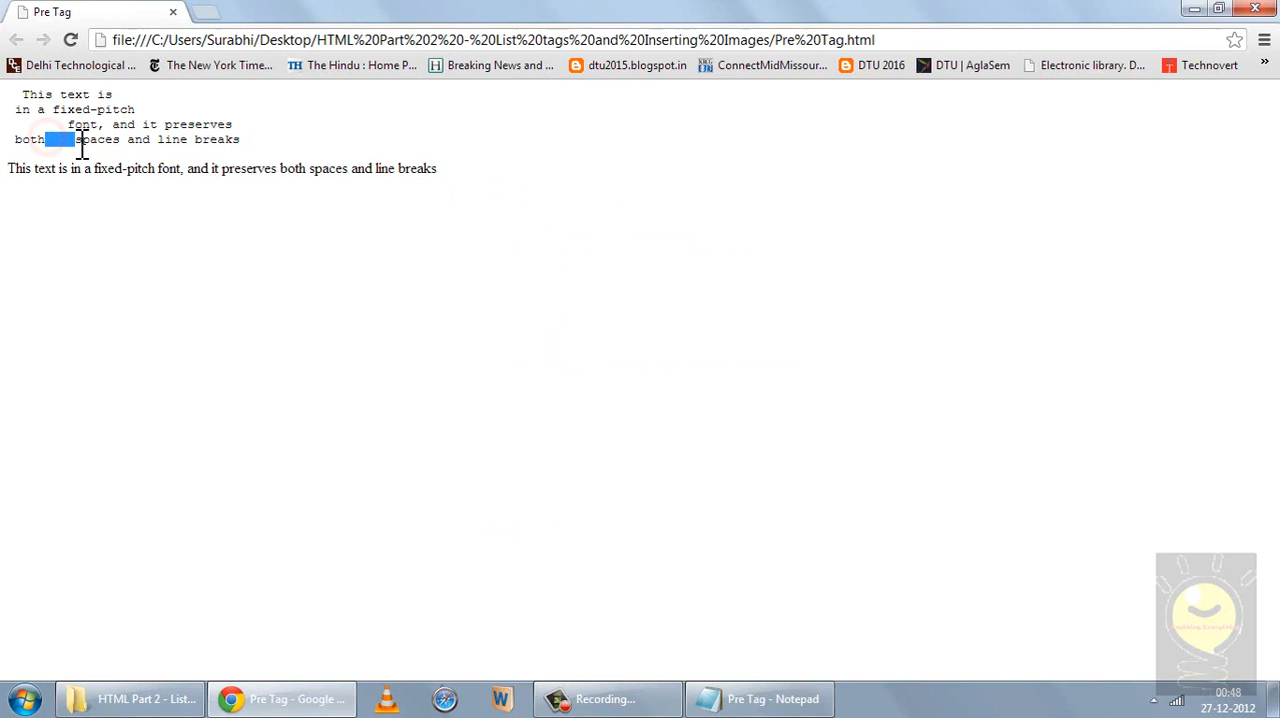 Pre Tag
file:///C:/Users/Surabhi/Desktop/HTML%20Part%202%20-%20List%20tags%20and%20Inserting%20Images/Pre%20Tag.html
Delhi Technological ... The New York Time... The Hindu : Home P... Breaking News and ... dtu2015.blogspot.in ConnectMidMissour... DTU 2016 DTU | AglaSem Electronic library. D... Technovert »
This text is
in a fixed-pitch
font, and it preserves
both spaces and line breaks
This text is in a fixed-pitch font, and it preserves both spaces and line breaks
HTML Part 2 - List... Pre Tag - Google ... Recording... Pre Tag - Notepad 00:48
27-12-2012